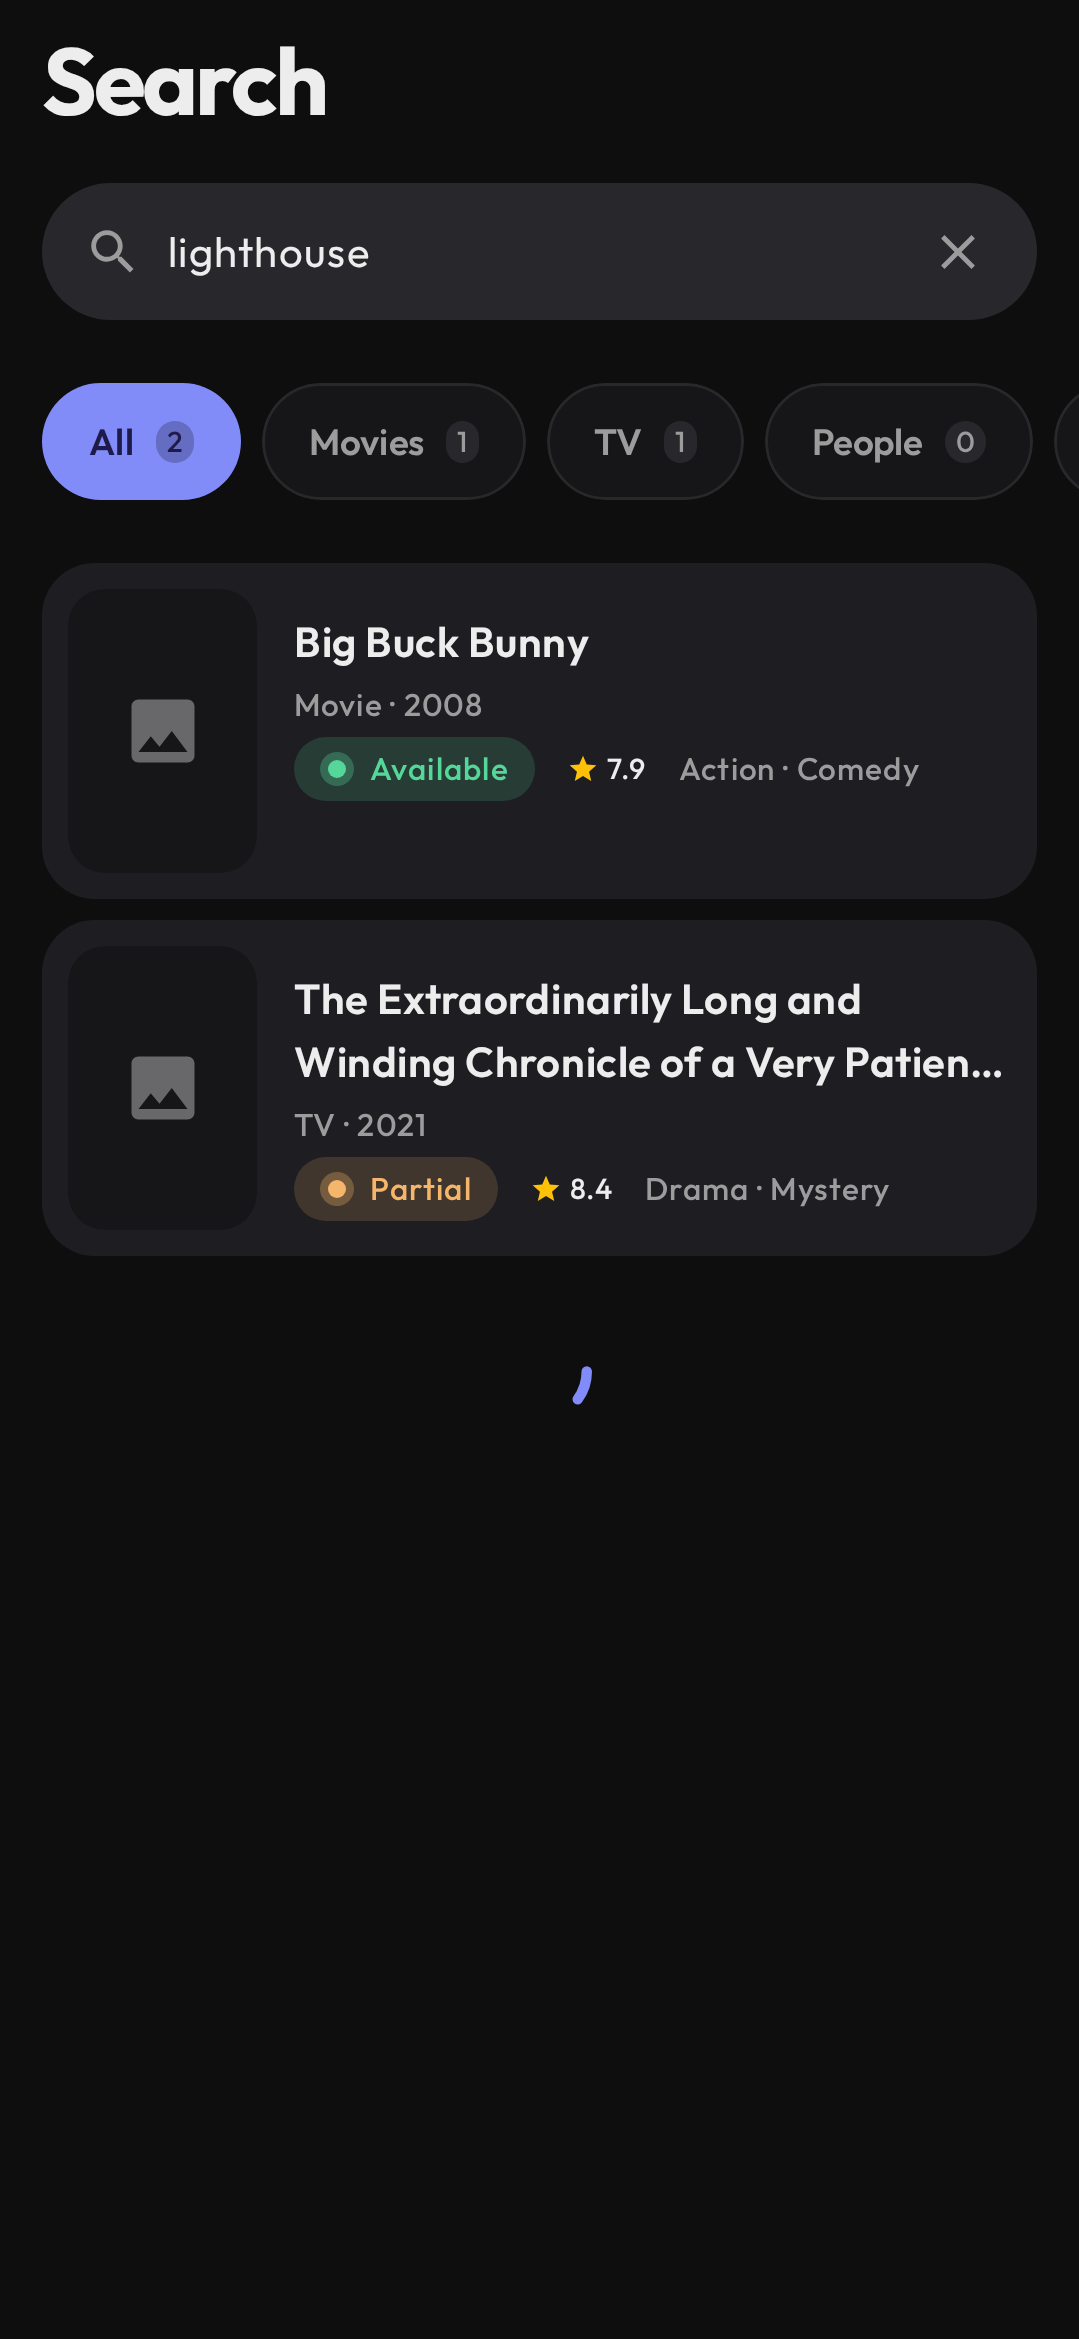 Search
lighthouse
All 2 Movies 1 TV 1 People 0
Big Buck Bunny
Movie · 2008
Available 7.9 Action · Comedy
The Extraordinarily Long and
Winding Chronicle of a Very Patien...
TV · 2021
Partial 8.4 Drama · Mystery